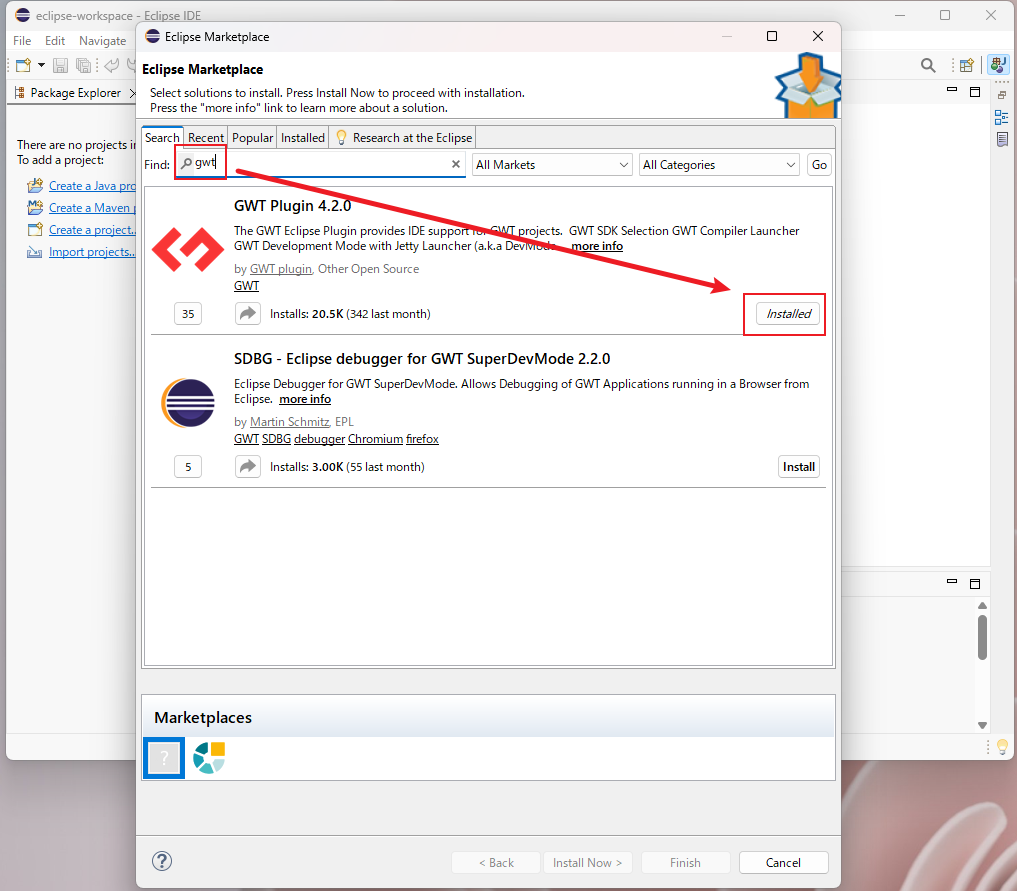 eclipse-workspace - Eclipse IDE
File Edit Navigate
Package Explorer
There are no projects in
To add a project:
Create a Java pro
Create a Maven p
Create a project..
Import projects..
Eclipse Marketplace
Eclipse Marketplace
Select solutions to install. Press Install Now to proceed with installation.
Press the "more info" link to learn more about a solution.
Search Recent Popular Installed Research at the Eclipse
Find: gwt All Markets All Categories Go
GWT Plugin 4.2.0
The GWT Eclipse Plugin provides IDE support for GWT projects. GWT SDK Selection GWT Compiler Launcher
GWT Development Mode with Jetty Launcher (a.k.a DevMode more info
by GWT plugin, Other Open Source
GWT
35 Installs: 20.5K (342 last month) Installed
SDBG - Eclipse debugger for GWT SuperDevMode 2.2.0
Eclipse Debugger for GWT SuperDevMode. Allows Debugging of GWT Applications running in a Browser from
Eclipse. more info
by Martin Schmitz, EPL
GWT SDBG debugger Chromium firefox
5 Installs: 3.00K (55 last month) Install
Marketplaces
?
? < Back Install Now > Finish Cancel